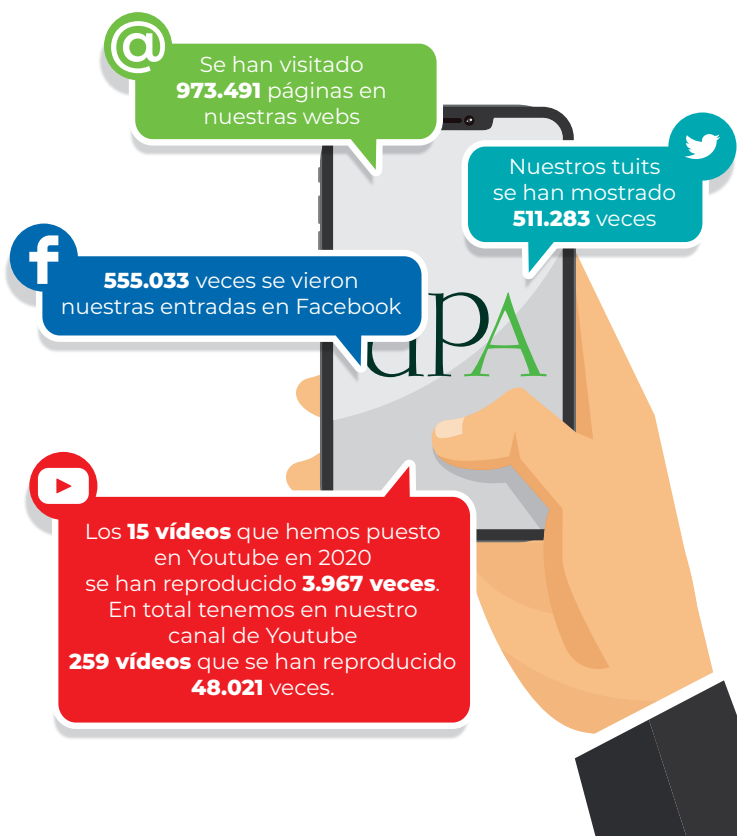 @
Se han visitado
973.491 páginas en
nuestras webs
Nuestros tuits
se han mostrado
511.283 veces
f
555.033 veces se vieron
nuestras entradas en Facebook
UPA
Los 15 vídeos que hemos puesto
en Youtube en 2020
se han reproducido 3.967 veces.
En total tenemos en nuestro
canal de Youtube
259 vídeos que se han reproducido
48.021 veces.